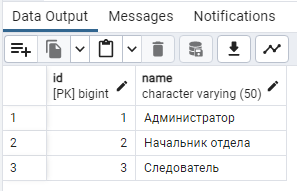 Data Output Messages Notifications
id name
[PK] bigint character varying (50)
1 1 Администратор
2 2 Начальник отдела
3 3 Следователь